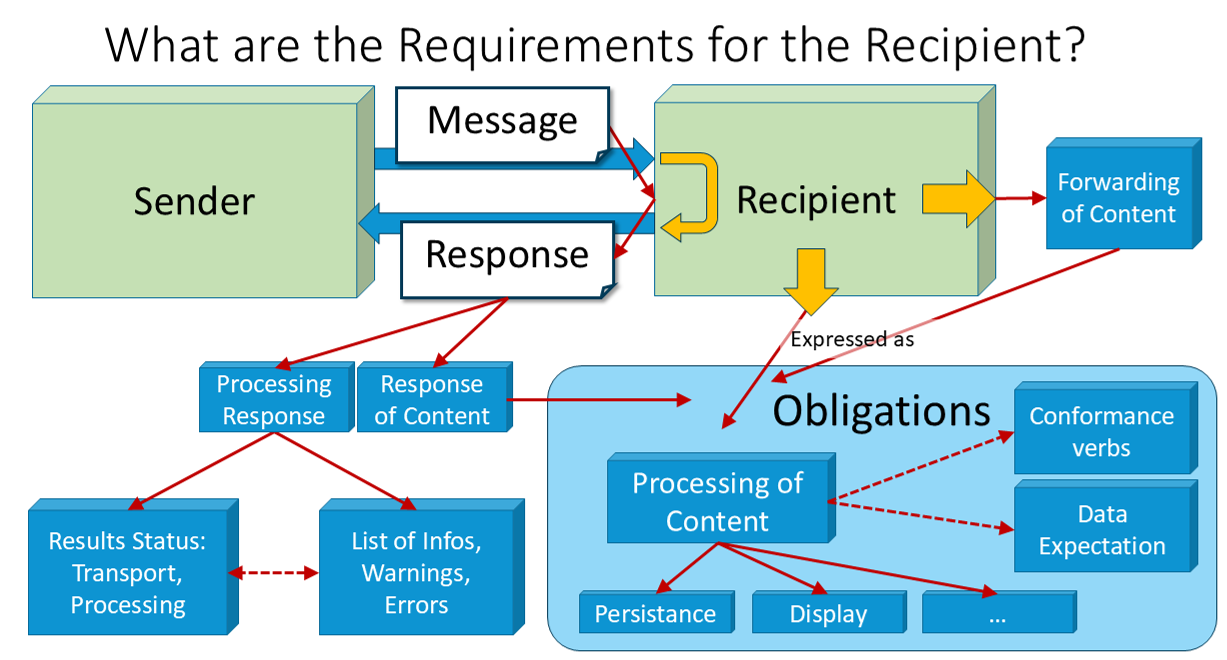 What are the Requirements for the Recipient?
Message
Sender
Recipient
Forwarding
of Content
Response
Expressed as
Processing
Response
Response
of Content
Obligations
Conformance
verbs
Processing of
Content
Data
Expectation
Results Status:
Transport,
Processing
List of Infos,
Warnings,
Errors
Persistance
Display
...